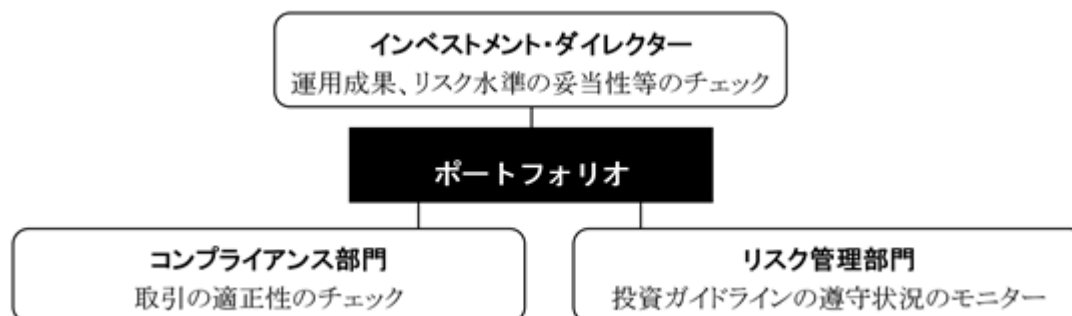 インベストメント・ダイレクター
運用成果、リスク水準の妥当性等のチェック
ポートフォリオ
コンプライアンス部門
取引の適正性のチェック
リスク管理部門
投資ガイドラインの遵守状況のモニター